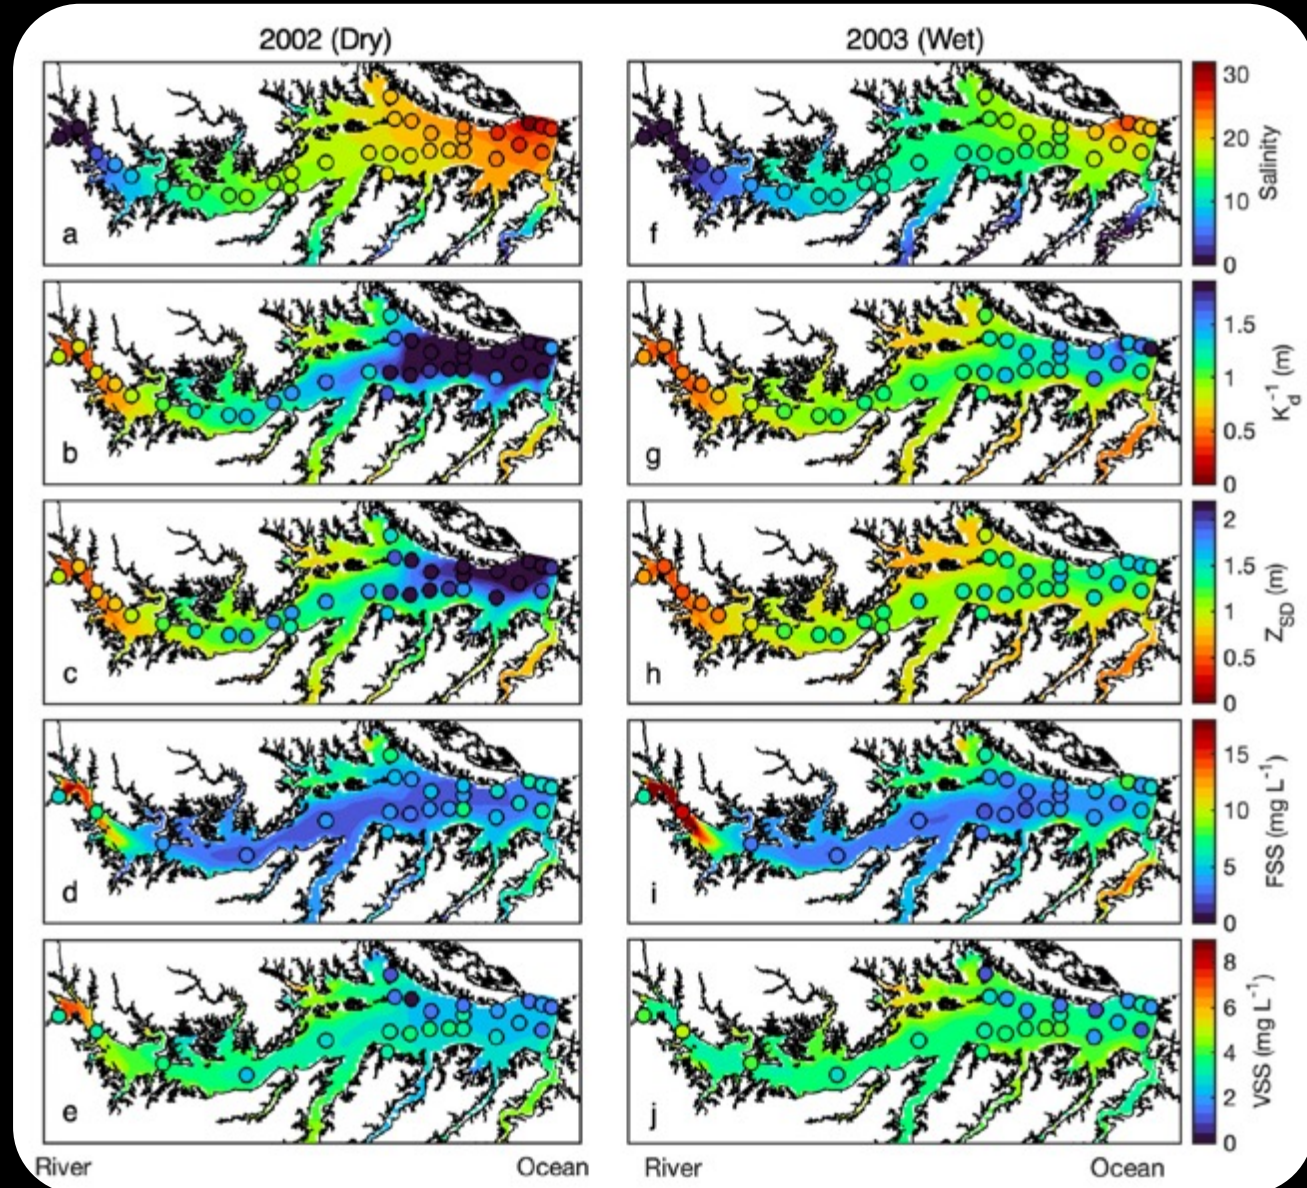 2002 (Dry)
2003 (Wet)
a
f
30
20
10
0
Salinity
b
g
1.5
1
0.5
0
K_d^-1 (m)
c
h
2
1.5
1
0.5
0
Z_SD (m)
d
i
15
10
5
0
FSS (mg L^-1)
e
j
8
6
4
2
0
VSS (mg L^-1)
River
Ocean
River
Ocean